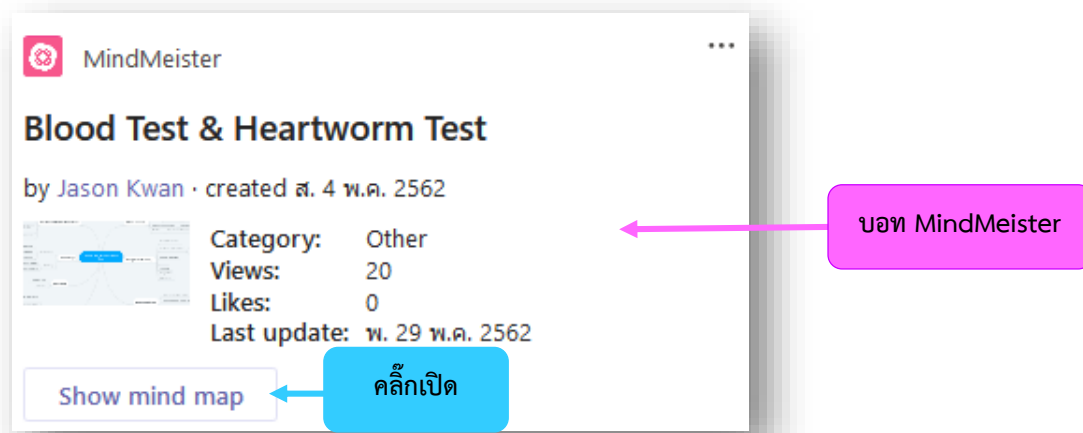 MindMeister
Blood Test & Heartworm Test
by Jason Kwan · created ส. 4 พ.ค. 2562
Category: Other
Views: 20
Likes: 0
Last update: พ. 29 พ.ค. 2562
Show mind map
คลิ๊กเปิด
บอท MindMeister